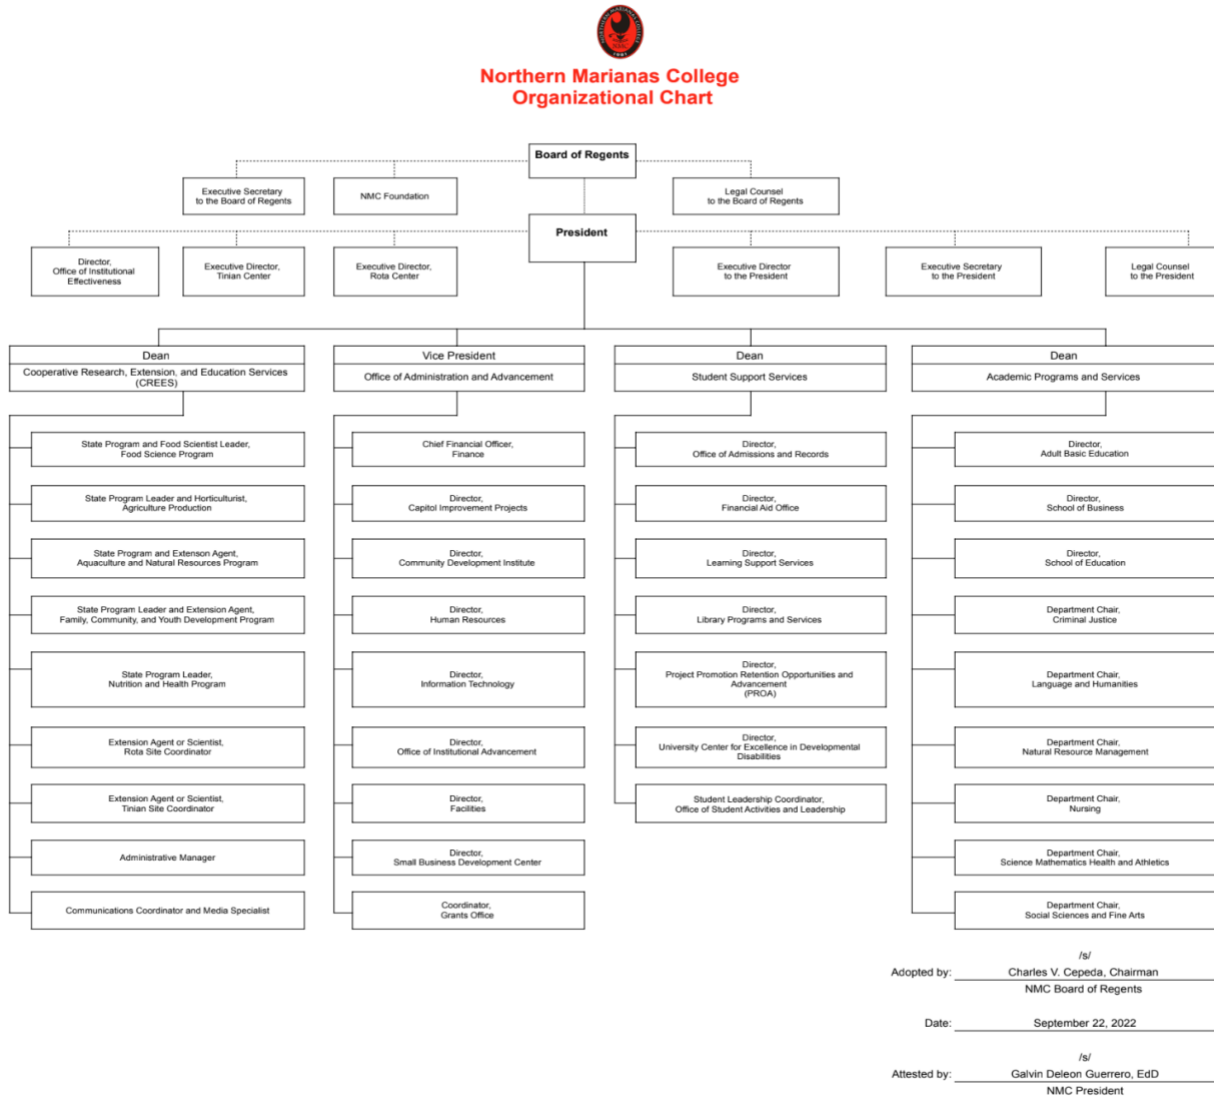 Northern Marianas College
Organizational Chart
Board of Regents
Executive Secretary
to the Board of Regents
NMC Foundation
Legal Counsel
to the Board of Regents
President
Director,
Office of Institutional
Effectiveness
Executive Director,
Tinian Center
Executive Director,
Rota Center
Executive Director
to the President
Executive Secretary
to the President
Legal Counsel
to the President
Dean
Cooperative Research, Extension, and Education Services
(CREES)
Vice President
Office of Administration and Advancement
Dean
Student Support Services
Dean
Academic Programs and Services
State Program and Food Scientist Leader,
Food Science Program
State Program Leader and Horticulturist,
Agriculture Production
State Program and Extenson Agent,
Aquaculture and Natural Resources Program
State Program Leader and Extension Agent,
Family, Community, and Youth Development Program
State Program Leader,
Nutrition and Health Program
Extension Agent or Scientist,
Rota Site Coordinator
Extension Agent or Scientist,
Tinian Site Coordinator
Administrative Manager
Communications Coordinator and Media Specialist
Chief Financial Officer,
Finance
Director,
Capitol Improvement Projects
Director,
Community Development Institute
Director,
Human Resources
Director,
Information Technology
Director,
Office of Institutional Advancement
Director,
Facilities
Director,
Small Business Development Center
Coordinator,
Grants Office
Director,
Office of Admissions and Records
Director,
Financial Aid Office
Director,
Learning Support Services
Director,
Library Programs and Services
Director,
Project Promotion Retention Opportunities and
Advancement
(PROA)
Director,
University Center for Excellence in Developmental
Disabilities
Student Leadership Coordinator,
Office of Student Activities and Leadership
Director,
Adult Basic Education
Director,
School of Business
Director,
School of Education
Department Chair,
Criminal Justice
Department Chair,
Language and Humanities
Department Chair,
Natural Resource Management
Department Chair,
Nursing
Department Chair,
Science Mathematics Health and Athletics
Department Chair,
Social Sciences and Fine Arts
/s/
Adopted by: Charles V. Cepeda, Chairman
NMC Board of Regents
Date: September 22, 2022
/s/
Attested by: Galvin Deleon Guerrero, EdD
NMC President